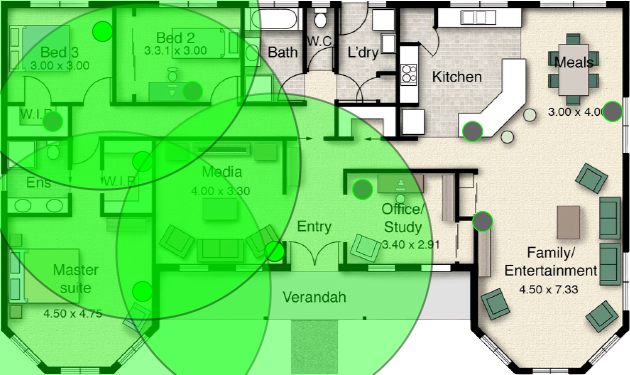 Bed 3
3.00 x 3.00
Bed 2
3.3.1 x 3.00
Bath
W.C
L'dry
Kitchen
Meals
3.00 x 4.00
W.I.R
Ens
W.I.R
Media
4.00 x 3.30
Office/
Study
3.40 x 2.91
Entry
Family/
Entertainment
4.50 x 7.33
Master
suite
4.50 x 4.75
Verandah